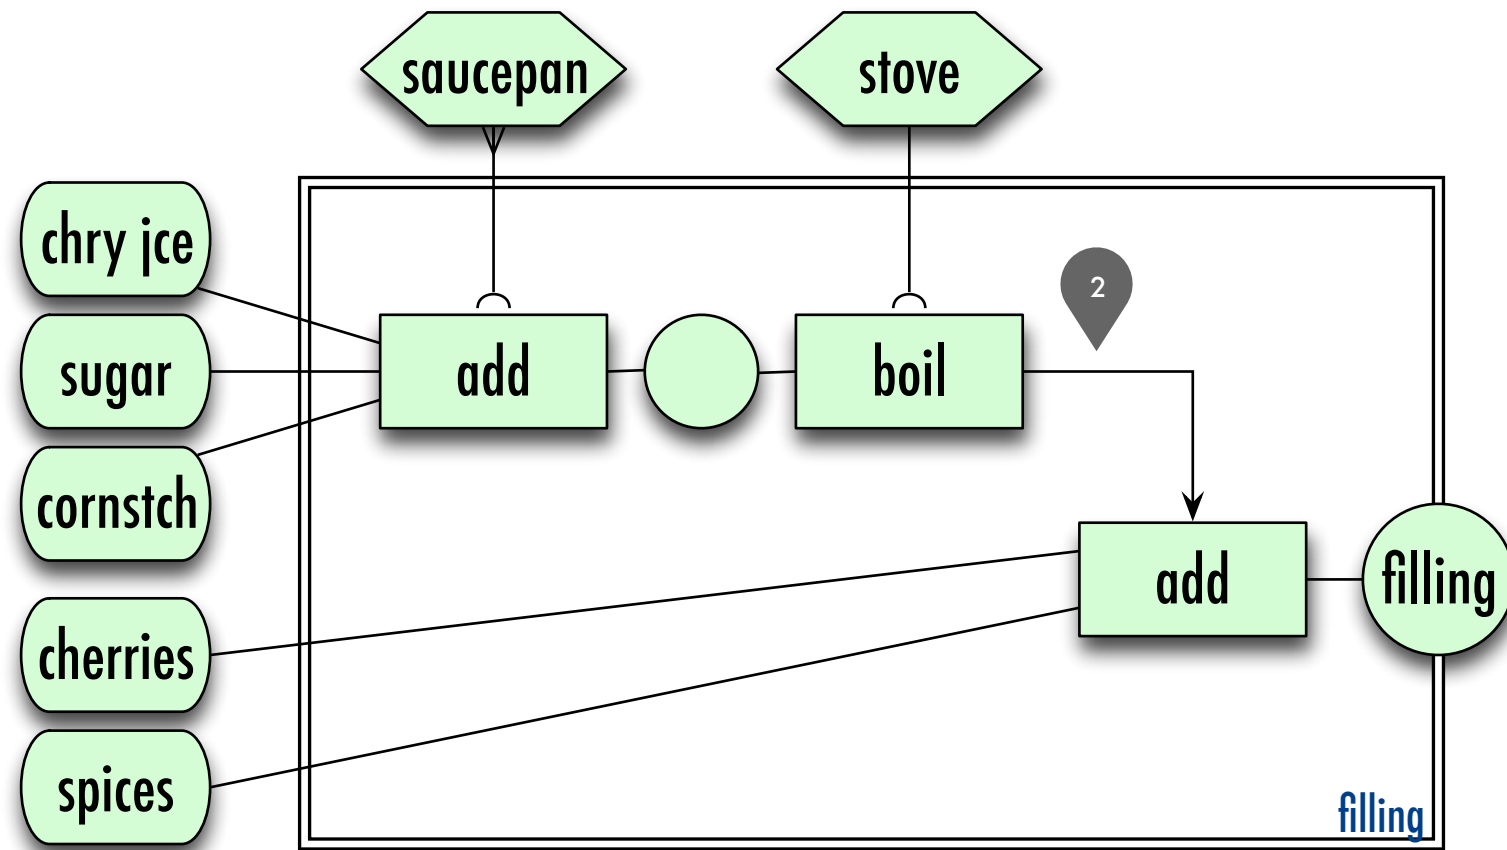 saucepan
stove
chry jce
sugar
add
boil
2
cornstch
add
filling
cherries
spices
filling